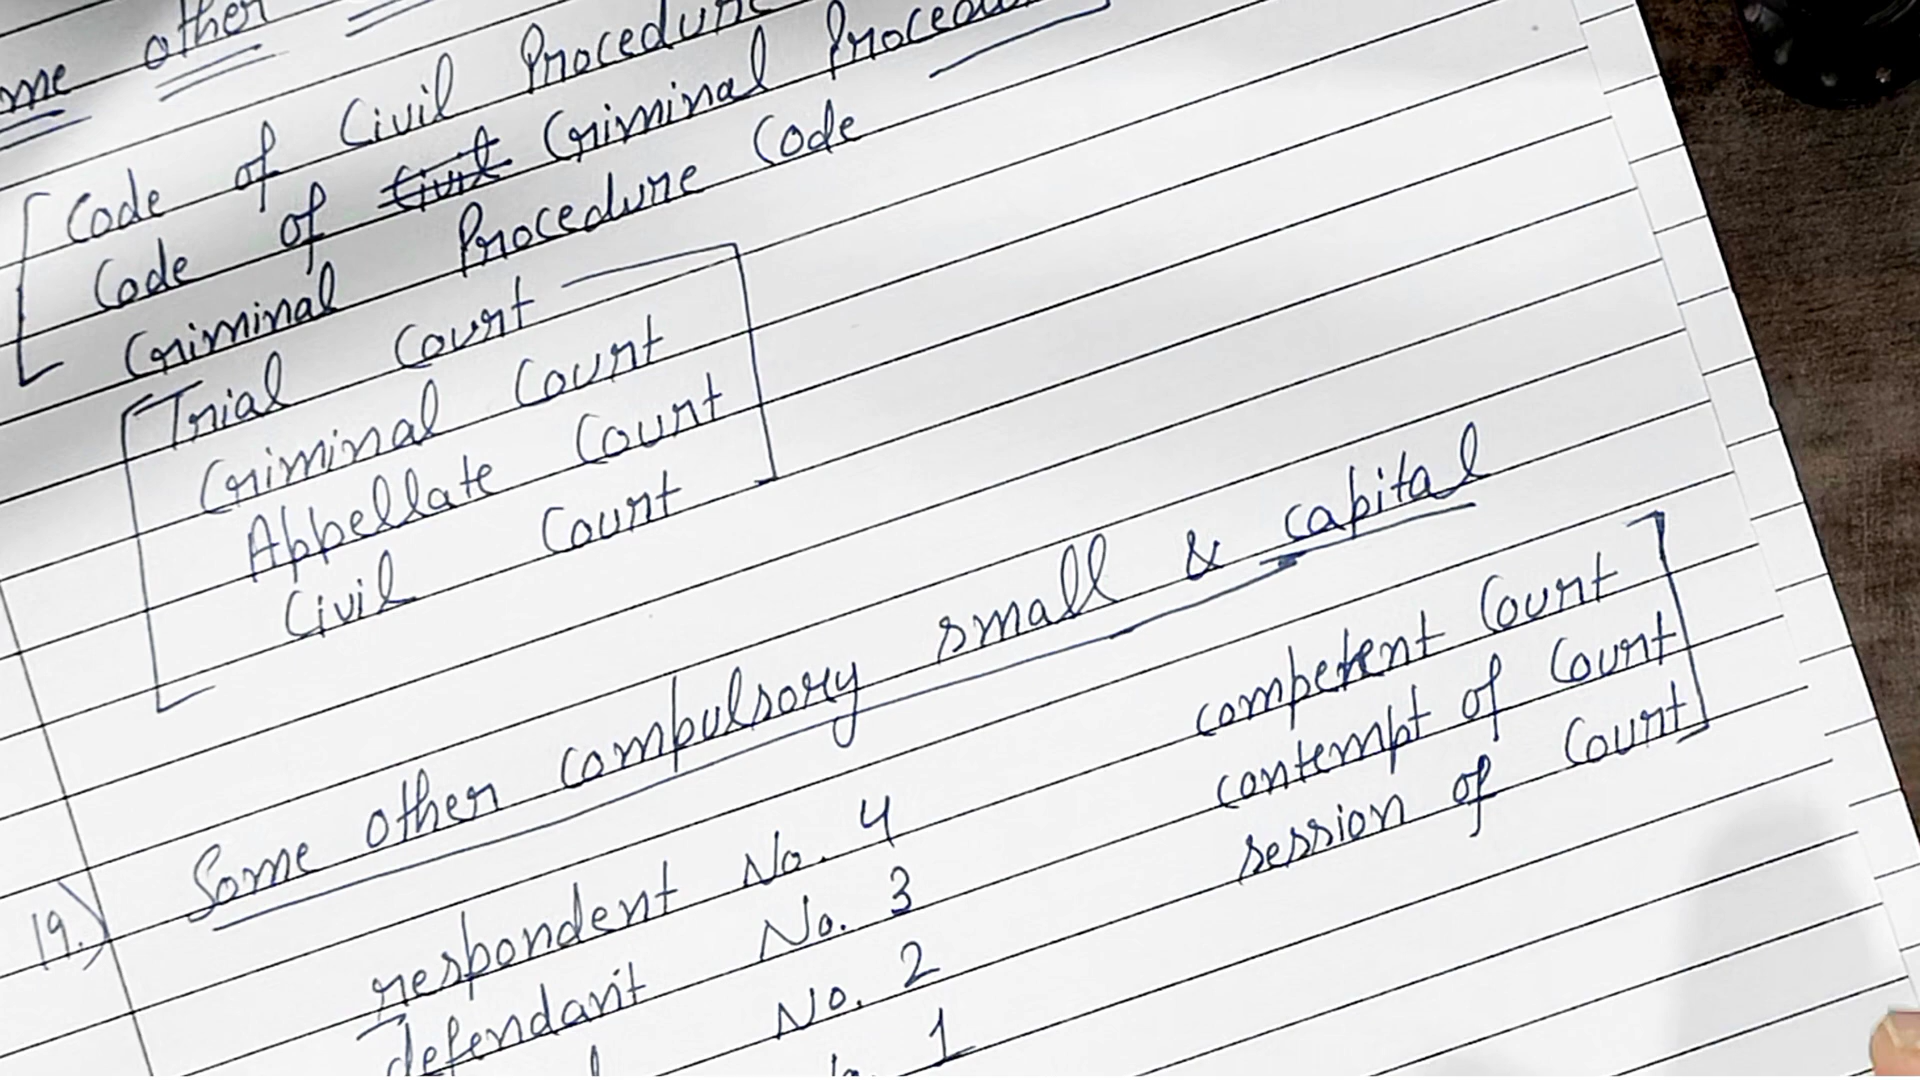 me other
Code of Civil Procedure
Code of ~~Civil~~ Criminal Procedu
Criminal Procedure Code
Trial Court
Criminal Court
Appellate Court
Civil Court
19.) Some other compulsory small & capital
respondent No. 4
defendant No. 3
No. 2
1
competent Court
contempt of Court
session of Court